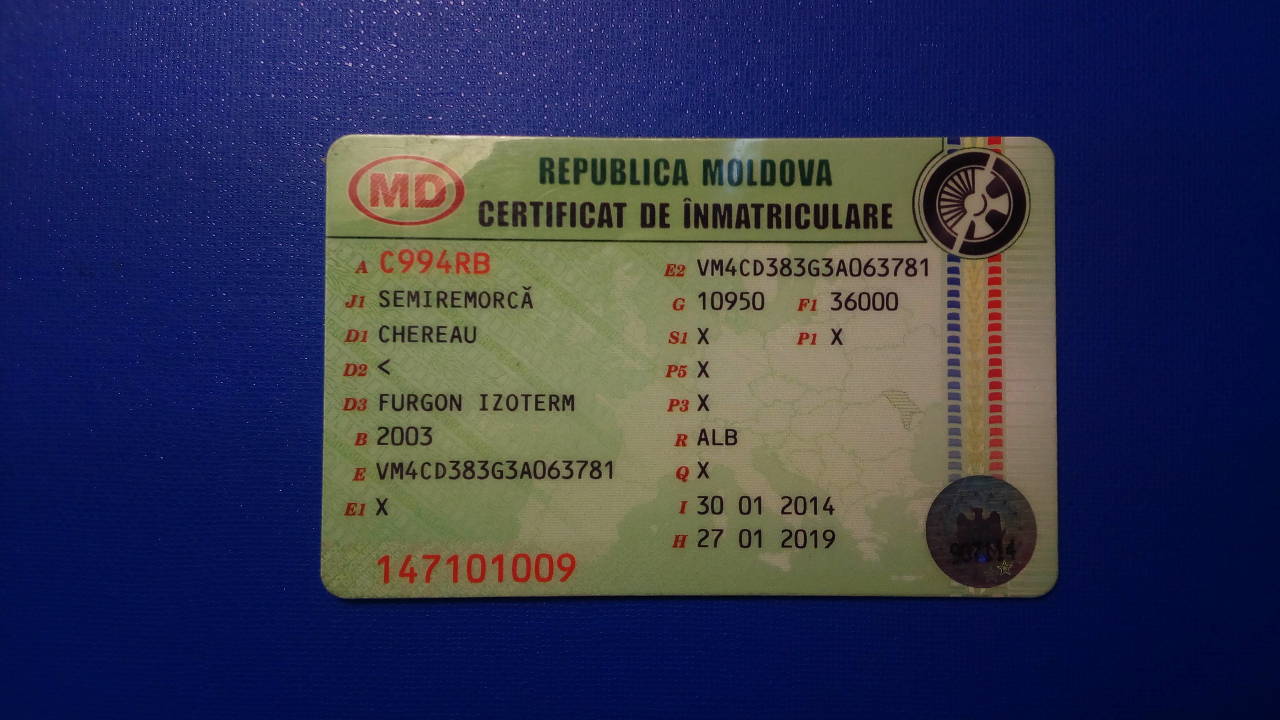 MD
REPUBLICA MOLDOVA
CERTIFICAT DE ÎNMATRICULARE
A C994RB
J1 SEMIREMORCĂ
D1 CHEREAU
D2 <
D3 FURGON IZOTERM
B 2003
E VM4CD383G3A063781
E1 X
147101009
E2 VM4CD383G3A063781
G 10950 F1 36000
S1 X P1 X
P5 X
P3 X
R ALB
Q X
I 30 01 2014
H 27 01 2019